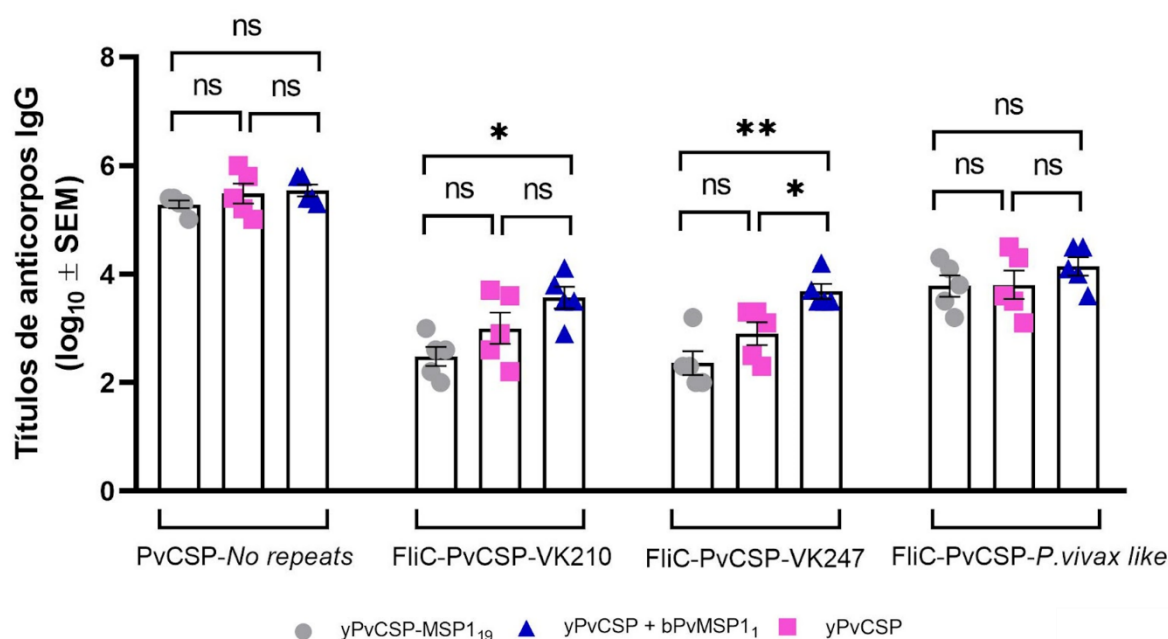 ns
ns
ns
*
ns
ns
**
ns
*
ns
ns
ns
Títulos de anticorpos IgG
(log₁₀ ± SEM)
8
6
4
2
0
PvCSP-No repeats
FliC-PvCSP-VK210
FliC-PvCSP-VK247
FliC-PvCSP-P.vivax like
yPvCSP-MSP1₁₉
yPvCSP + bPvMSP1₁
yPvCSP